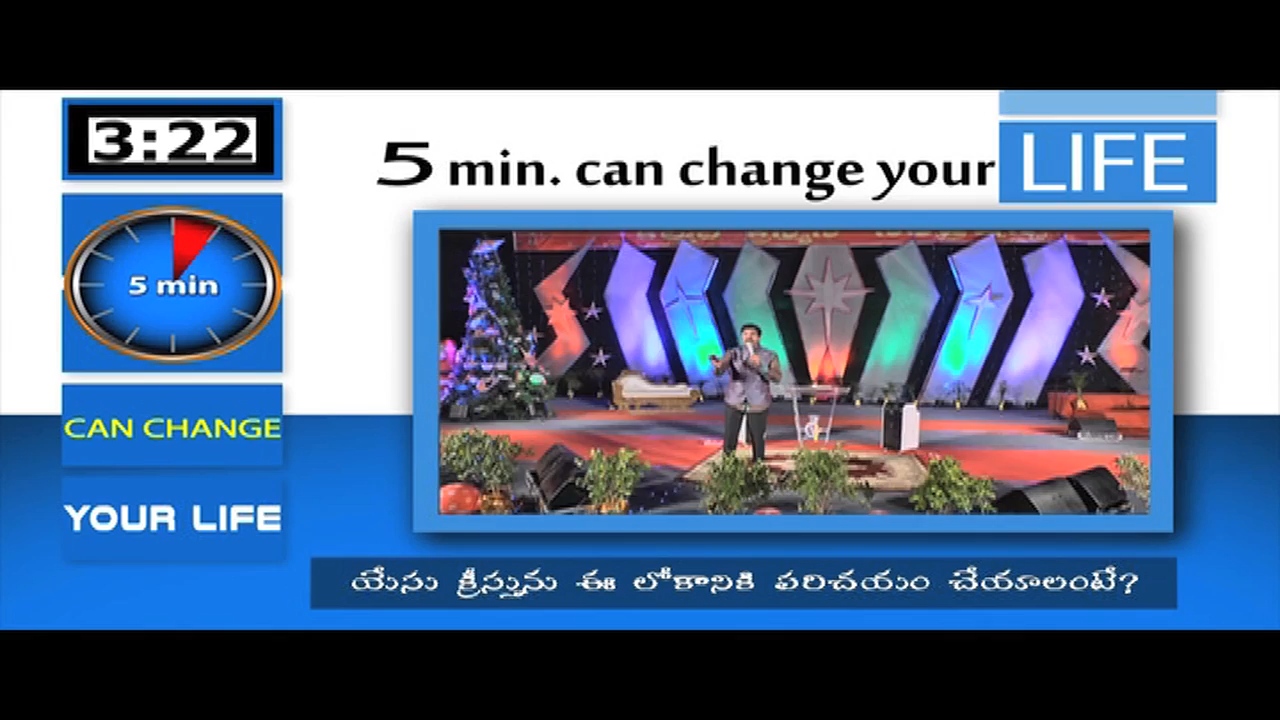 3:22
5 min. can change your LIFE
5 min
CAN CHANGE
YOUR LIFE
యేసు క్రీస్తును ఈ లోకానికి పరిచయం చేయాలంటే?